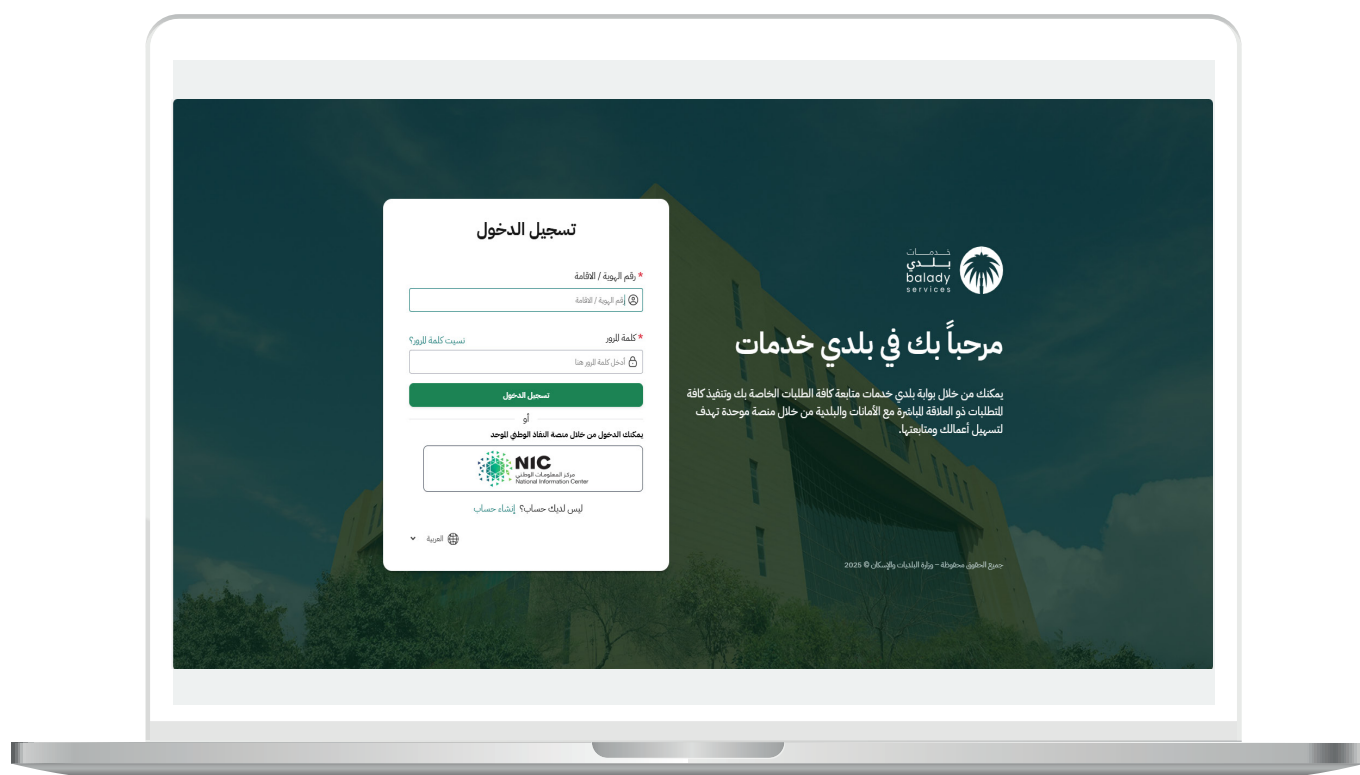 خدمات
بلدي
balady
services
مرحباً بك في بلدي خدمات
يمكنك من خلال بوابة بلدي خدمات متابعة كافة الطلبات الخاصة بك وتنفيذ كافة
المتطلبات ذو العلاقة المباشرة مع الأمانات والبلدية من خلال منصة موحدة تهدف
لتسهيل أعمالك ومتابعتها.
جميع الحقوق محفوظة – وزارة البلديات والإسكان © 2025
تسجيل الدخول
* رقم الهوية / الاقامة
رقم الهوية / الاقامة
* كلمة المرور نسيت كلمة المرور؟
أدخل كلمة المرور هنا
تسجيل الدخول
أو
يمكنك الدخول من خلال منصة النفاذ الوطني الموحد
NIC
مركز المعلومات الوطني
National Information Center
ليس لديك حساب؟ إنشاء حساب
العربية